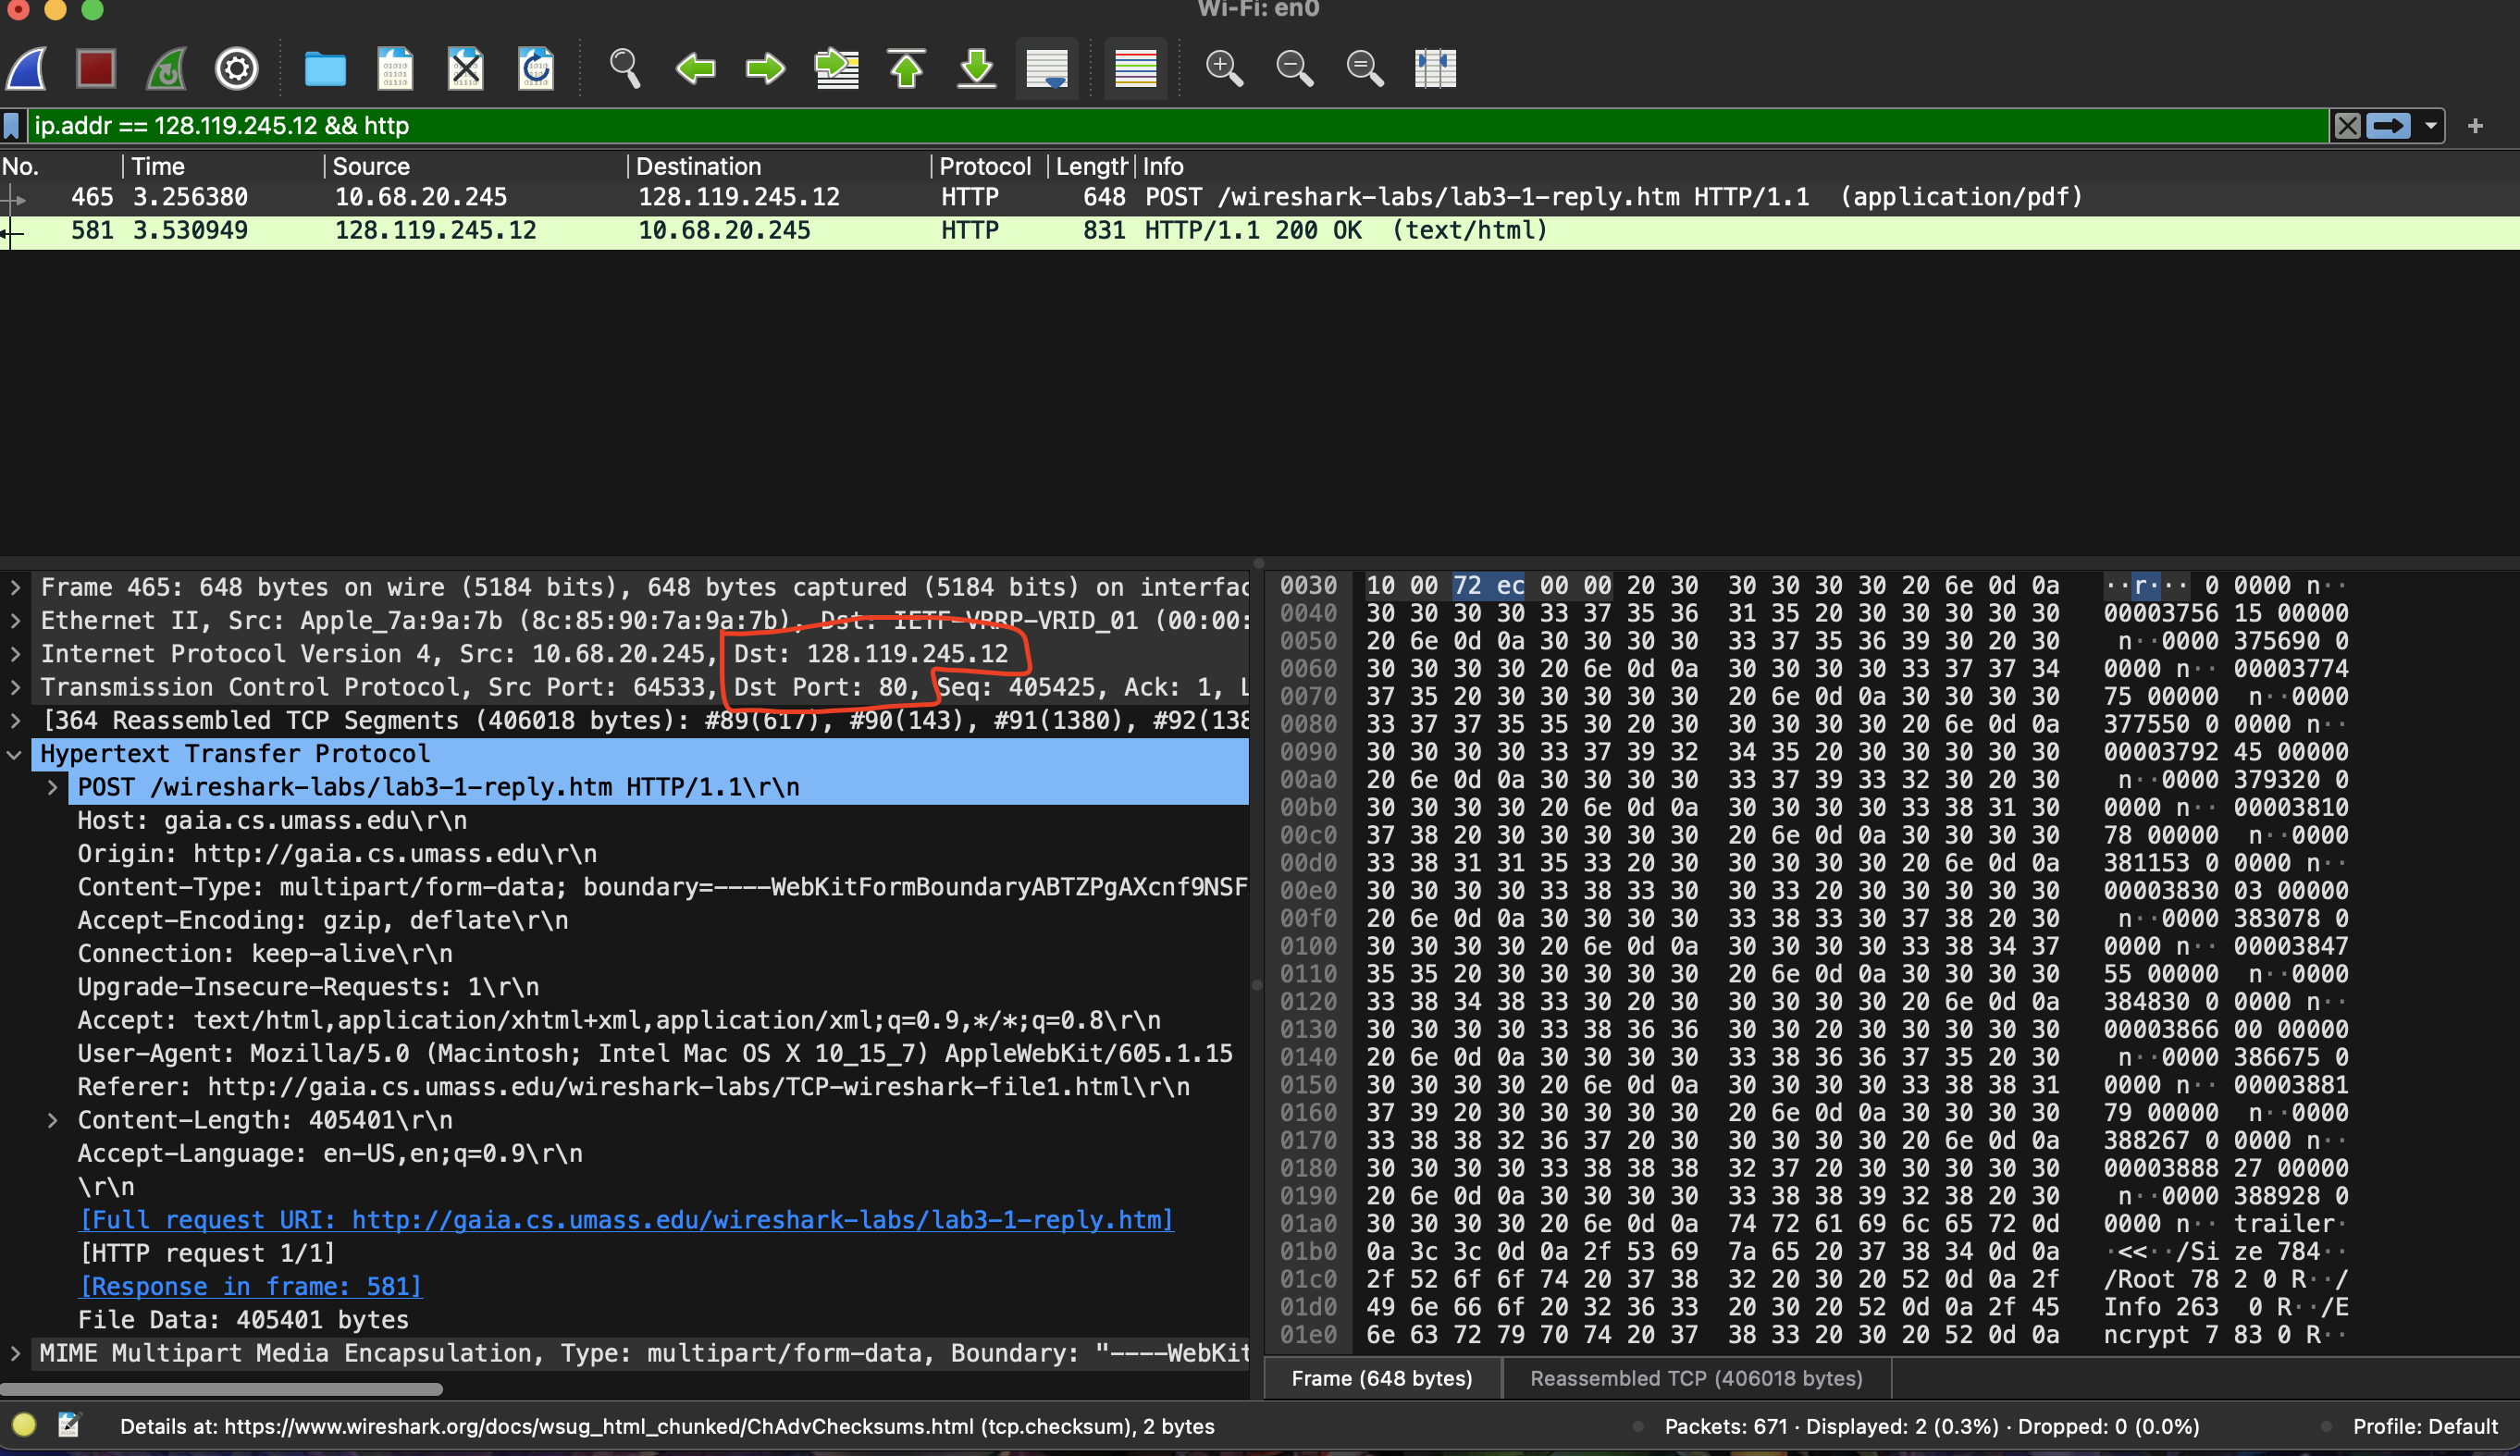 Wi-Fi: en0
ip.addr == 128.119.245.12 && http
No. Time Source Destination Protocol Length Info
465 3.256380 10.68.20.245 128.119.245.12 HTTP 648 POST /wireshark-labs/lab3-1-reply.htm HTTP/1.1 (application/pdf)
581 3.530949 128.119.245.12 10.68.20.245 HTTP 831 HTTP/1.1 200 OK (text/html)
Frame 465: 648 bytes on wire (5184 bits), 648 bytes captured (5184 bits) on interfac
Ethernet II, Src: Apple_7a:9a:7b (8c:85:90:7a:9a:7b), Dst: IETF-VRRP-VRID_01 (00:00:
Internet Protocol Version 4, Src: 10.68.20.245, Dst: 128.119.245.12
Transmission Control Protocol, Src Port: 64533, Dst Port: 80, Seq: 405425, Ack: 1, L
[364 Reassembled TCP Segments (406018 bytes): #89(617), #90(143), #91(1380), #92(138
Hypertext Transfer Protocol
POST /wireshark-labs/lab3-1-reply.htm HTTP/1.1\r\n
Host: gaia.cs.umass.edu\r\n
Origin: http://gaia.cs.umass.edu\r\n
Content-Type: multipart/form-data; boundary=----WebKitFormBoundaryABTZPgAXcnf9NSF
Accept-Encoding: gzip, deflate\r\n
Connection: keep-alive\r\n
Upgrade-Insecure-Requests: 1\r\n
Accept: text/html,application/xhtml+xml,application/xml;q=0.9,*/*;q=0.8\r\n
User-Agent: Mozilla/5.0 (Macintosh; Intel Mac OS X 10_15_7) AppleWebKit/605.1.15
Referer: http://gaia.cs.umass.edu/wireshark-labs/TCP-wireshark-file1.html\r\n
Content-Length: 405401\r\n
Accept-Language: en-US,en;q=0.9\r\n
\r\n
[Full request URI: http://gaia.cs.umass.edu/wireshark-labs/lab3-1-reply.htm]
[HTTP request 1/1]
[Response in frame: 581]
File Data: 405401 bytes
MIME Multipart Media Encapsulation, Type: multipart/form-data, Boundary: "----WebKit
0030 10 00 72 ec 00 00 20 30 30 30 30 30 20 6e 0d 0a ··r··· 0 0000 n··
0040 30 30 30 30 33 37 35 36 31 35 20 30 30 30 30 30 00003756 15 00000
0050 20 6e 0d 0a 30 30 30 30 33 37 35 36 39 30 20 30 n··0000 375690 0
0060 30 30 30 30 20 6e 0d 0a 30 30 30 30 33 37 37 34 0000 n·· 00003774
0070 37 35 20 30 30 30 30 30 20 6e 0d 0a 30 30 30 30 75 00000 n··0000
0080 33 37 37 35 35 30 20 30 30 30 30 30 20 6e 0d 0a 377550 0 0000 n··
0090 30 30 30 30 33 37 39 32 34 35 20 30 30 30 30 30 00003792 45 00000
00a0 20 6e 0d 0a 30 30 30 30 33 37 39 33 32 30 20 30 n··0000 379320 0
00b0 30 30 30 30 20 6e 0d 0a 30 30 30 30 33 38 31 30 0000 n·· 00003810
00c0 37 38 20 30 30 30 30 30 20 6e 0d 0a 30 30 30 30 78 00000 n··0000
00d0 33 38 31 31 35 33 20 30 30 30 30 30 20 6e 0d 0a 381153 0 0000 n··
00e0 30 30 30 30 33 38 33 30 30 33 20 30 30 30 30 30 00003830 03 00000
00f0 20 6e 0d 0a 30 30 30 30 33 38 33 30 37 38 20 30 n··0000 383078 0
0100 30 30 30 30 20 6e 0d 0a 30 30 30 30 33 38 34 37 0000 n·· 00003847
0110 35 35 20 30 30 30 30 30 20 6e 0d 0a 30 30 30 30 55 00000 n··0000
0120 33 38 34 38 33 30 20 30 30 30 30 30 20 6e 0d 0a 384830 0 0000 n··
0130 30 30 30 30 33 38 36 36 30 30 20 30 30 30 30 30 00003866 00 00000
0140 20 6e 0d 0a 30 30 30 30 33 38 36 36 37 35 20 30 n··0000 386675 0
0150 30 30 30 30 20 6e 0d 0a 30 30 30 30 33 38 38 31 0000 n·· 00003881
0160 37 39 20 30 30 30 30 30 20 6e 0d 0a 30 30 30 30 79 00000 n··0000
0170 33 38 38 32 36 37 20 30 30 30 30 30 20 6e 0d 0a 388267 0 0000 n··
0180 30 30 30 30 33 38 38 38 32 37 20 30 30 30 30 30 00003888 27 00000
0190 20 6e 0d 0a 30 30 30 30 33 38 38 39 32 38 20 30 n··0000 388928 0
01a0 30 30 30 30 20 6e 0d 0a 74 72 61 69 6c 65 72 0d 0000 n·· trailer·
01b0 0a 3c 3c 0d 0a 2f 53 69 7a 65 20 37 38 34 0d 0a ·<<··/Si ze 784··
01c0 2f 52 6f 6f 74 20 37 38 32 20 30 20 52 0d 0a 2f /Root 78 2 0 R··/
01d0 49 6e 66 6f 20 32 36 33 20 30 20 52 0d 0a 2f 45 Info 263 0 R··/E
01e0 6e 63 72 79 70 74 20 37 38 33 20 30 20 52 0d 0a ncrypt 7 83 0 R··
Frame (648 bytes) Reassembled TCP (406018 bytes)
Details at: https://www.wireshark.org/docs/wsug_html_chunked/ChAdvChecksums.html (tcp.checksum), 2 bytes Packets: 671 · Displayed: 2 (0.3%) · Dropped: 0 (0.0%) Profile: Default